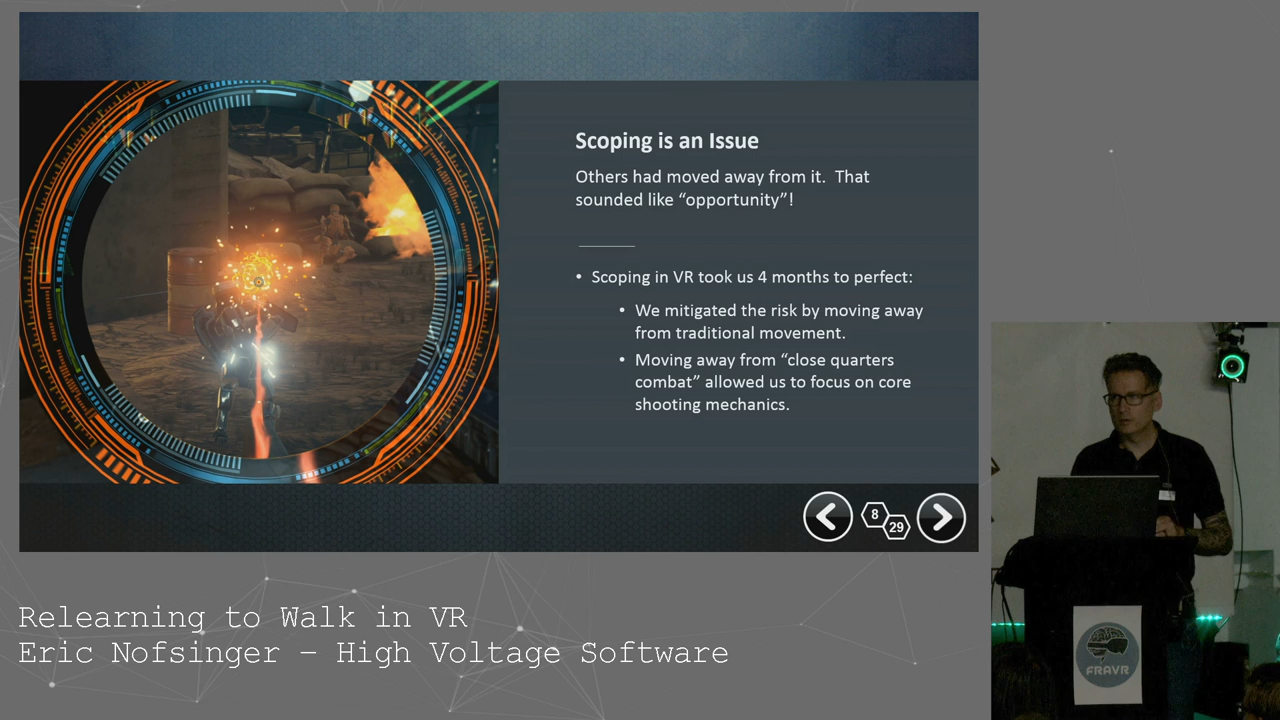 Scoping is an Issue
Others had moved away from it. That
sounded like “opportunity”!
• Scoping in VR took us 4 months to perfect:
• We mitigated the risk by moving away
from traditional movement.
• Moving away from “close quarters
combat” allowed us to focus on core
shooting mechanics.
8
29
FRAVR
Relearning to Walk in VR
Eric Nofsinger – High Voltage Software